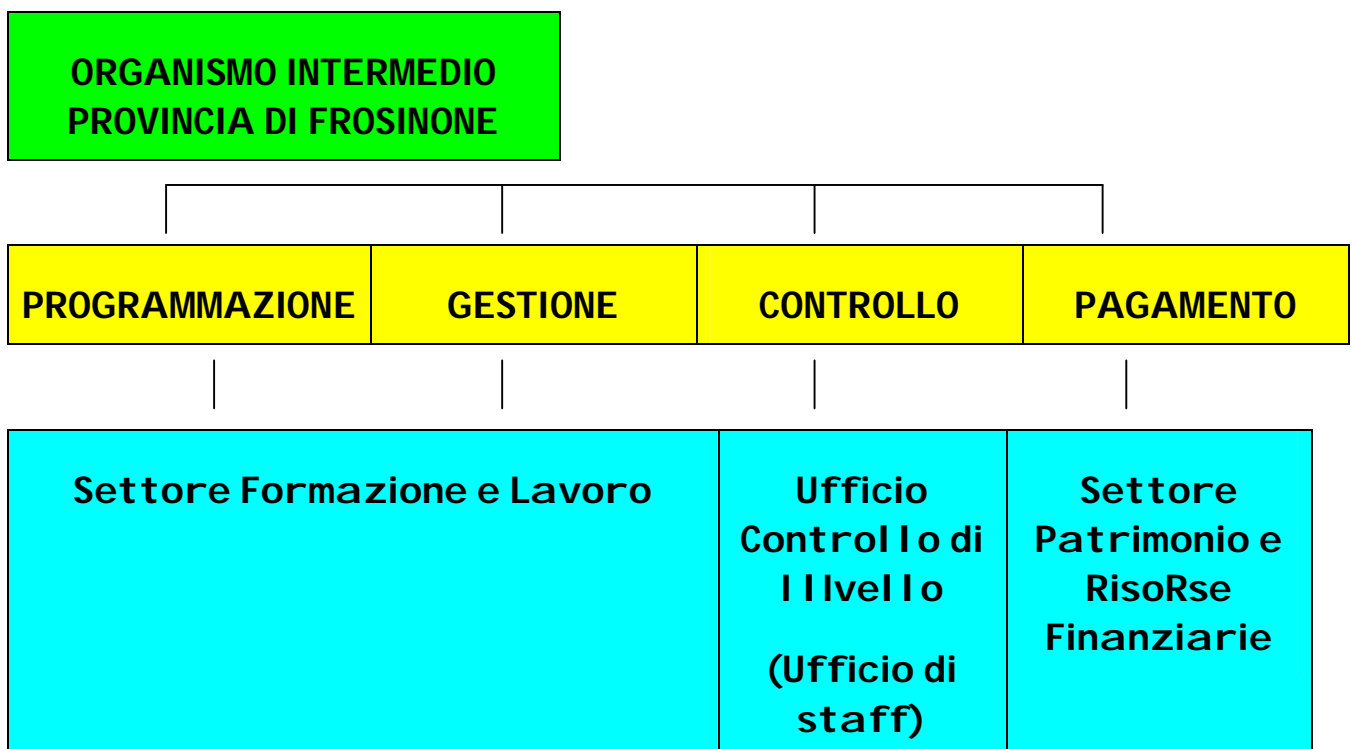 ORGANISMO INTERMEDIO
PROVINCIA DI FROSINONE
PROGRAMMAZIONE
GESTIONE
CONTROLLO
PAGAMENTO
Settore Formazione e Lavoro
Ufficio
Controllo di
I lIvello
(Ufficio di
staff)
Settore
Patrimonio e
RisoRse
Finanziarie